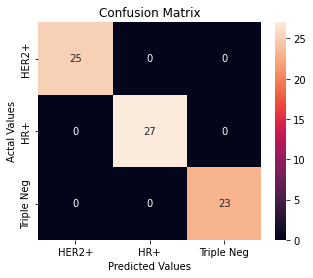 Confusion Matrix
HER2+
25
0
0
HR+
0
27
0
Triple Neg
0
0
23
HER2+
HR+
Triple Neg
Predicted Values
Actal Values
25
20
15
10
5
0